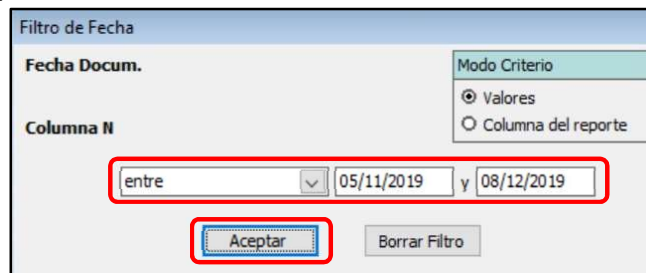 Filtro de Fecha
Fecha Docum.
Modo Criterio
Valores
Columna del reporte
Columna N
entre 05/11/2019 y 08/12/2019
Aceptar Borrar Filtro